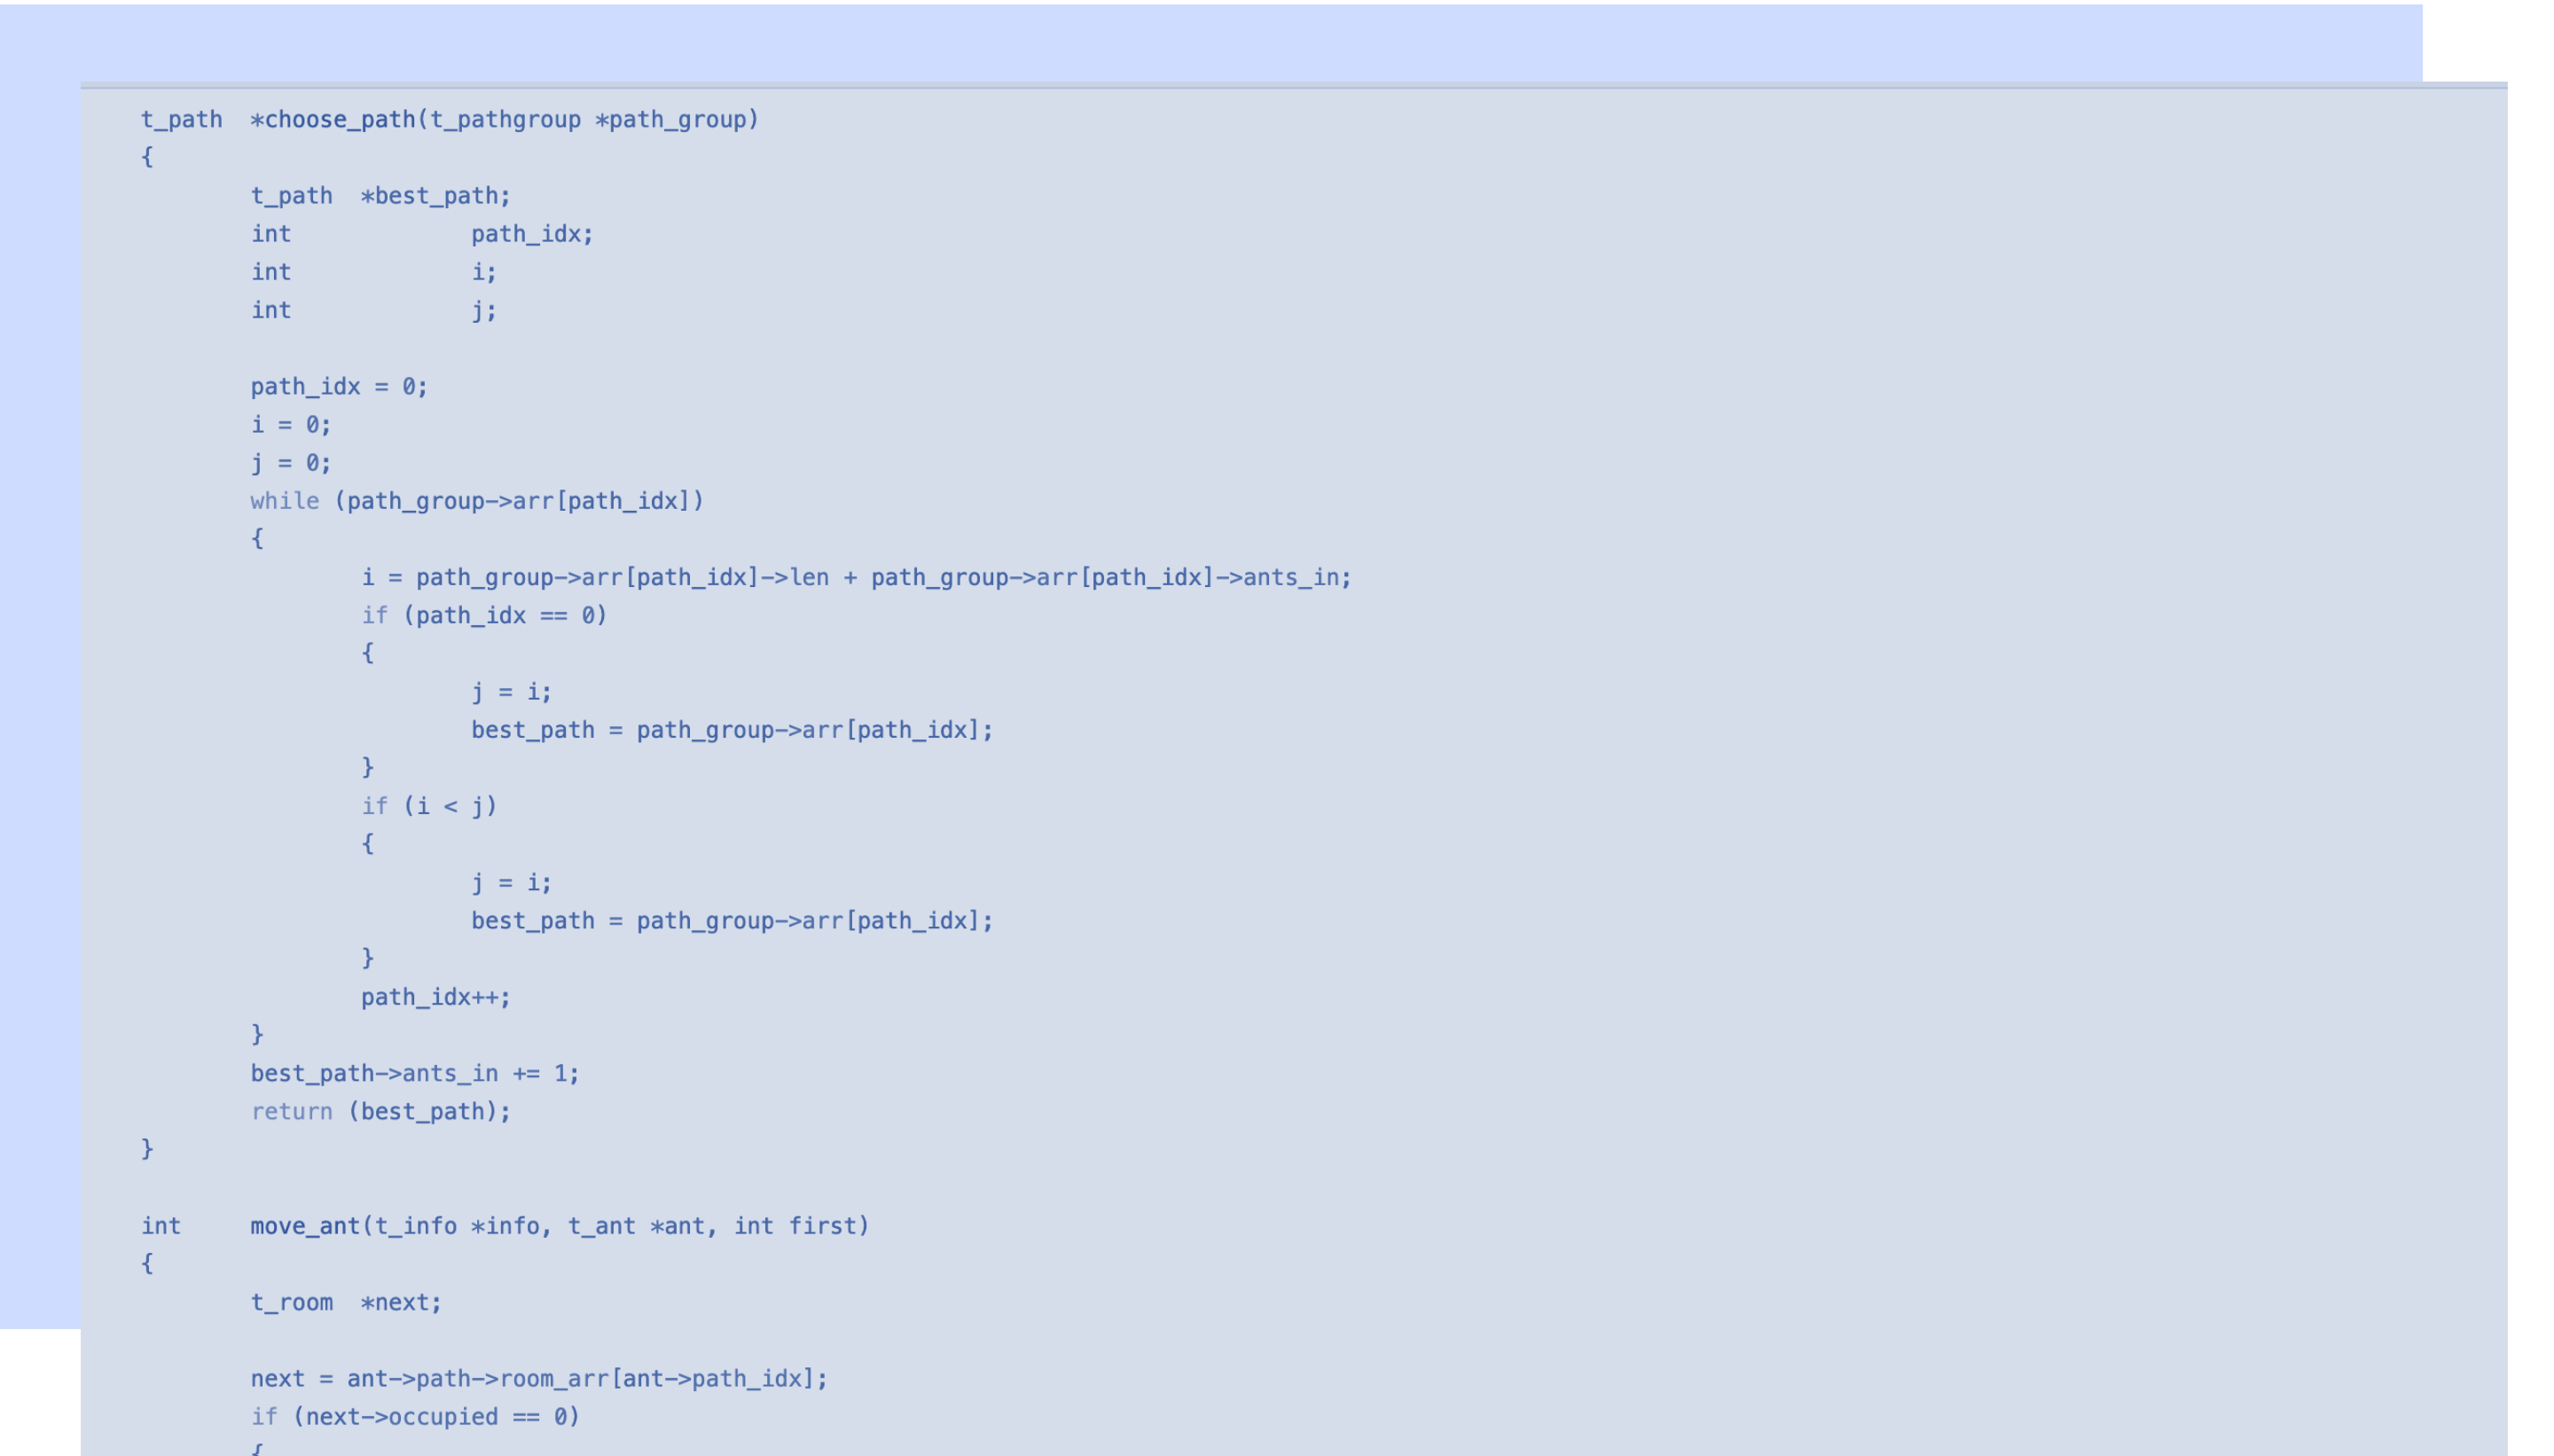 t_path  *choose_path(t_pathgroup *path_group)
{
        t_path  *best_path;
        int             path_idx;
        int             i;
        int             j;

        path_idx = 0;
        i = 0;
        j = 0;
        while (path_group->arr[path_idx])
        {
                i = path_group->arr[path_idx]->len + path_group->arr[path_idx]->ants_in;
                if (path_idx == 0)
                {
                        j = i;
                        best_path = path_group->arr[path_idx];
                }
                if (i < j)
                {
                        j = i;
                        best_path = path_group->arr[path_idx];
                }
                path_idx++;
        }
        best_path->ants_in += 1;
        return (best_path);
}

int     move_ant(t_info *info, t_ant *ant, int first)
{
        t_room  *next;

        next = ant->path->room_arr[ant->path_idx];
        if (next->occupied == 0)
        {